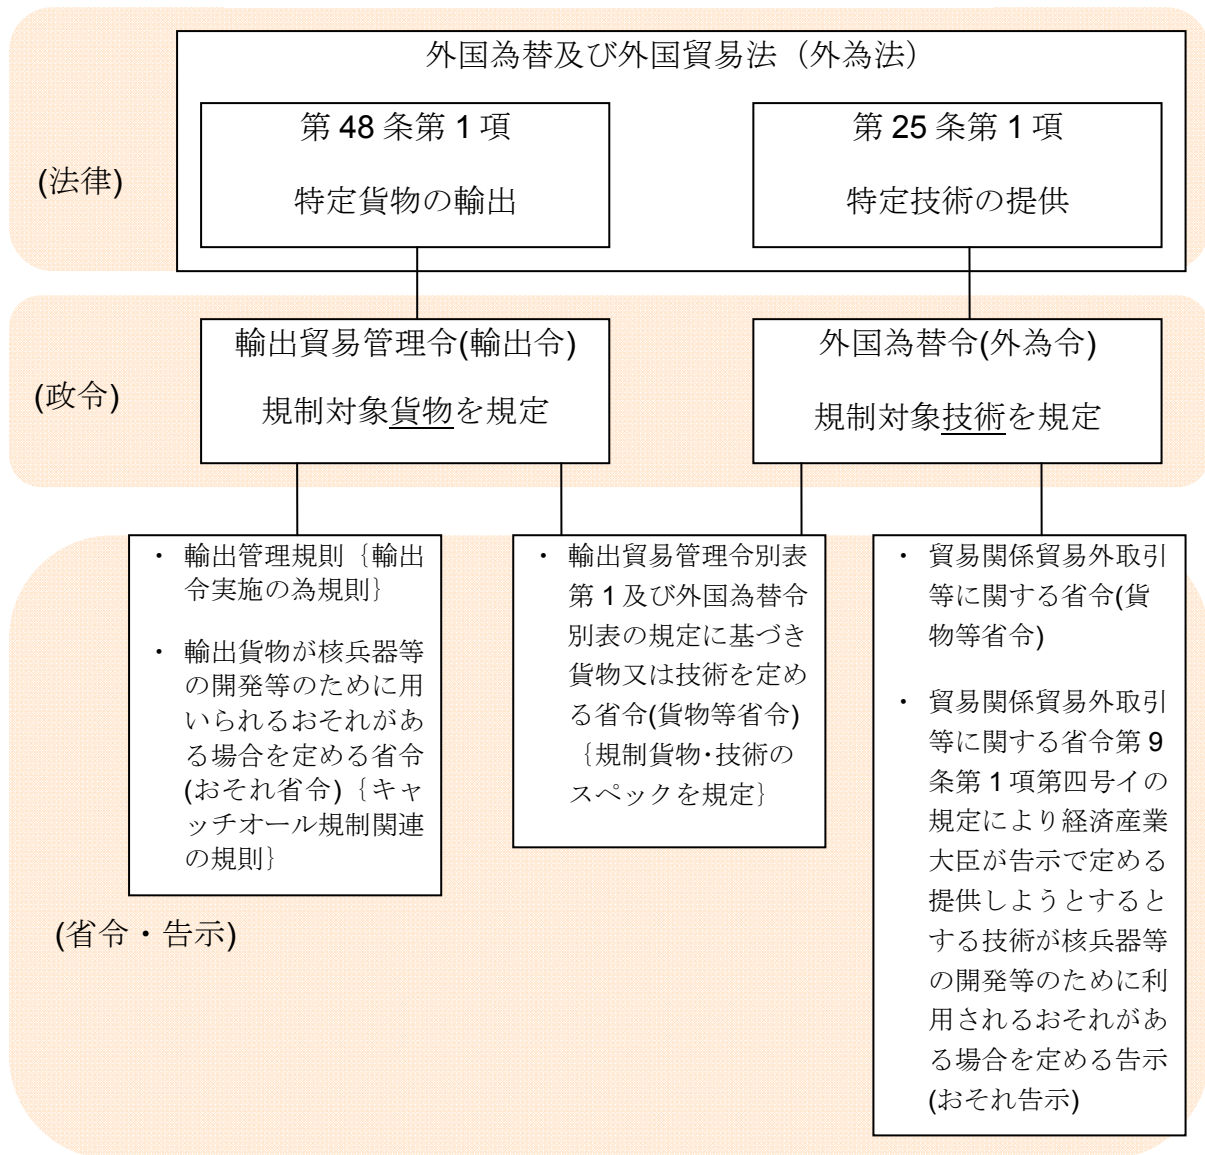 外国為替及び外国貿易法（外為法）
第 48 条第 1 項
特定貨物の輸出
第 25 条第 1 項
特定技術の提供
(法律)
輸出貿易管理令(輸出令)
規制対象貨物を規定
外国為替令(外為令)
規制対象技術を規定
(政令)
・ 輸出管理規則｛輸出
令実施の為規則｝
・ 輸出貨物が核兵器等
の開発等のために用
いられるおそれがあ
る場合を定める省令
(おそれ省令)｛キャ
ッチオール規制関連
の規則｝
・ 輸出貿易管理令別表
第 1 及び外国為替令
別表の規定に基づき
貨物又は技術を定め
る省令(貨物等省令)
｛規制貨物・技術の
スペックを規定｝
・ 貿易関係貿易外取引
等に関する省令(貨
物等省令)
・ 貿易関係貿易外取引
等に関する省令第 9
条第 1 項第四号イの
規定により経済産業
大臣が告示で定める
提供しようとすると
する技術が核兵器等
の開発等のために利
用されるおそれがあ
る場合を定める告示
(おそれ告示)
(省令・告示)